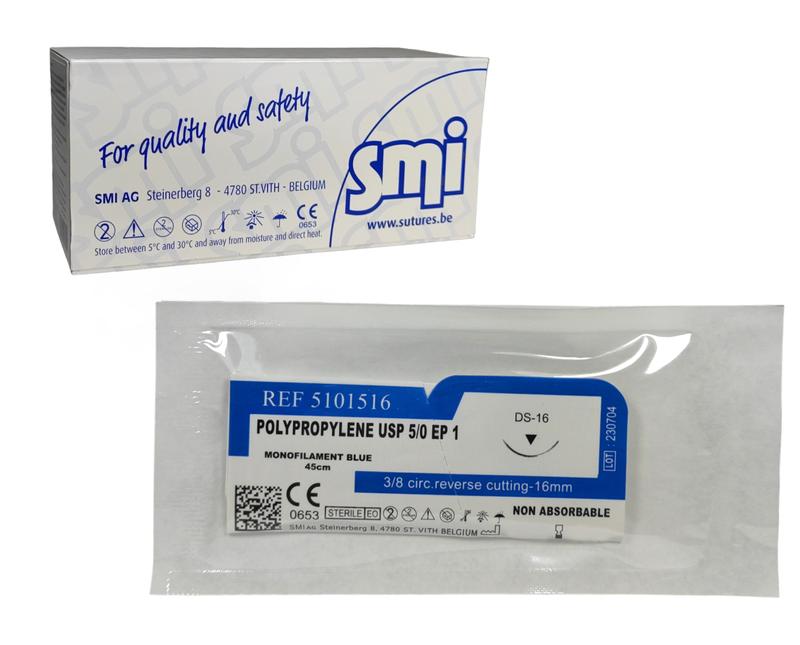 For quality and safety
SMI AG Steinerberg 8 - 4780 ST.VITH - BELGIUM
smi
www.sutures.be
2
5°C
30°C
CE
0653
Store between 5°C and 30°C and away from moisture and direct heat.
REF 5101516
POLYPROPYLENE USP 5/0 EP 1
MONOFILAMENT BLUE
45cm
DS-16
LOT: 230704
3/8 circ.reverse cutting-16mm
CE
0653
STERILE EO
2
NON ABSORBABLE
SMI AG Steinerberg 8, 4780 ST. VITH BELGIUM